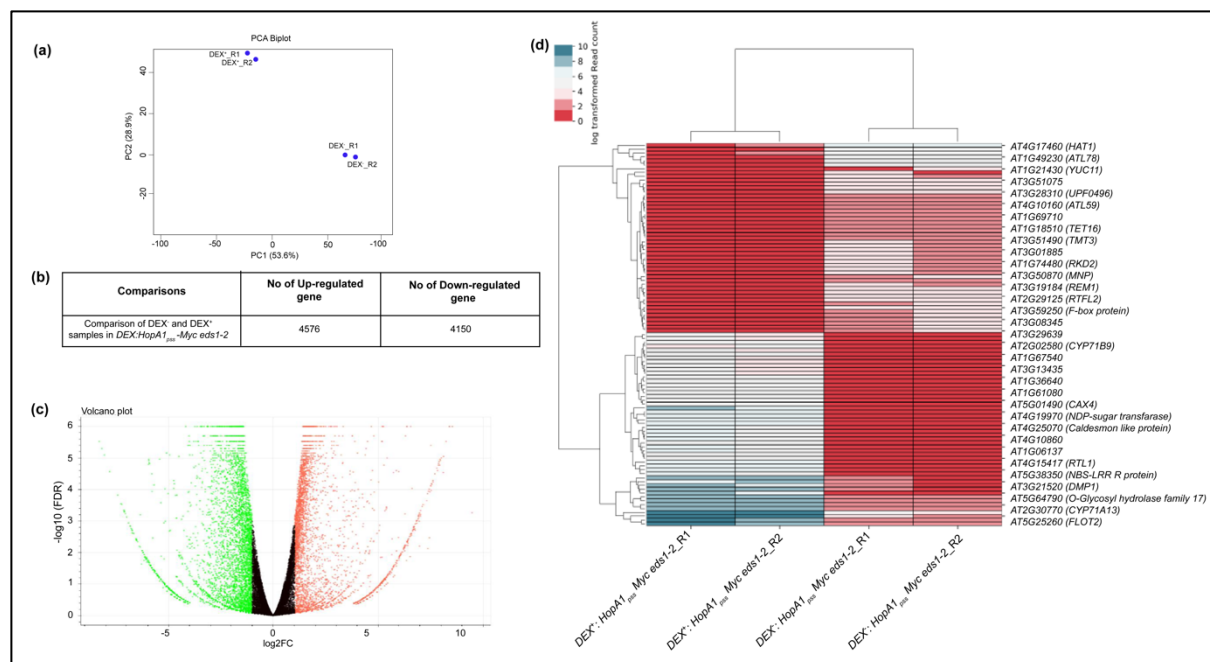 (a)
PCA Biplot
DEX⁺_R1
DEX⁺_R2
DEX⁻_R1
DEX⁻_R2
40
20
0
-20
PC2 (28.9%)
-100
-50
0
50
-100
PC1 (53.6%)
(b)
Comparisons
No of Up-regulated gene
No of Down-regulated gene
Comparison of DEX⁻ and DEX⁺
samples in DEX:HopA1pss-Myc eds1-2
4576
4150
(c)
Volcano plot
6
5
4
3
2
1
0
-log10 (FDR)
-5
0
5
10
log2FC
(d)
10
8
6
4
2
0
log transformed Read count
AT4G17460 (HAT1)
AT1G49230 (ATL78)
AT1G21430 (YUC11)
AT3G51075
AT3G28310 (UPF0496)
AT4G10160 (ATL59)
AT1G69710
AT1G18510 (TET16)
AT3G51490 (TMT3)
AT3G01885
AT1G74480 (RKD2)
AT3G50870 (MNP)
AT3G19184 (REM1)
AT2G29125 (RTFL2)
AT3G59250 (F-box protein)
AT3G08345
AT3G29639
AT2G02580 (CYP71B9)
AT1G67540
AT3G13435
AT1G36640
AT1G61080
AT5G01490 (CAX4)
AT4G19970 (NDP-sugar transfarase)
AT4G25070 (Caldesmon like protein)
AT4G10860
AT1G06137
AT4G15417 (RTL1)
AT5G38350 (NBS-LRR R protein)
AT3G21520 (DMP1)
AT5G64790 (O-Glycosyl hydrolase family 17)
AT2G30770 (CYP71A13)
AT5G25260 (FLOT2)
DEX⁺: HopA1pss Myc eds1-2_R1
DEX⁺: HopA1pss Myc eds1-2_R2
DEX⁻: HopA1pss Myc eds1-2_R1
DEX⁻: HopA1pss Myc eds1-2_R2